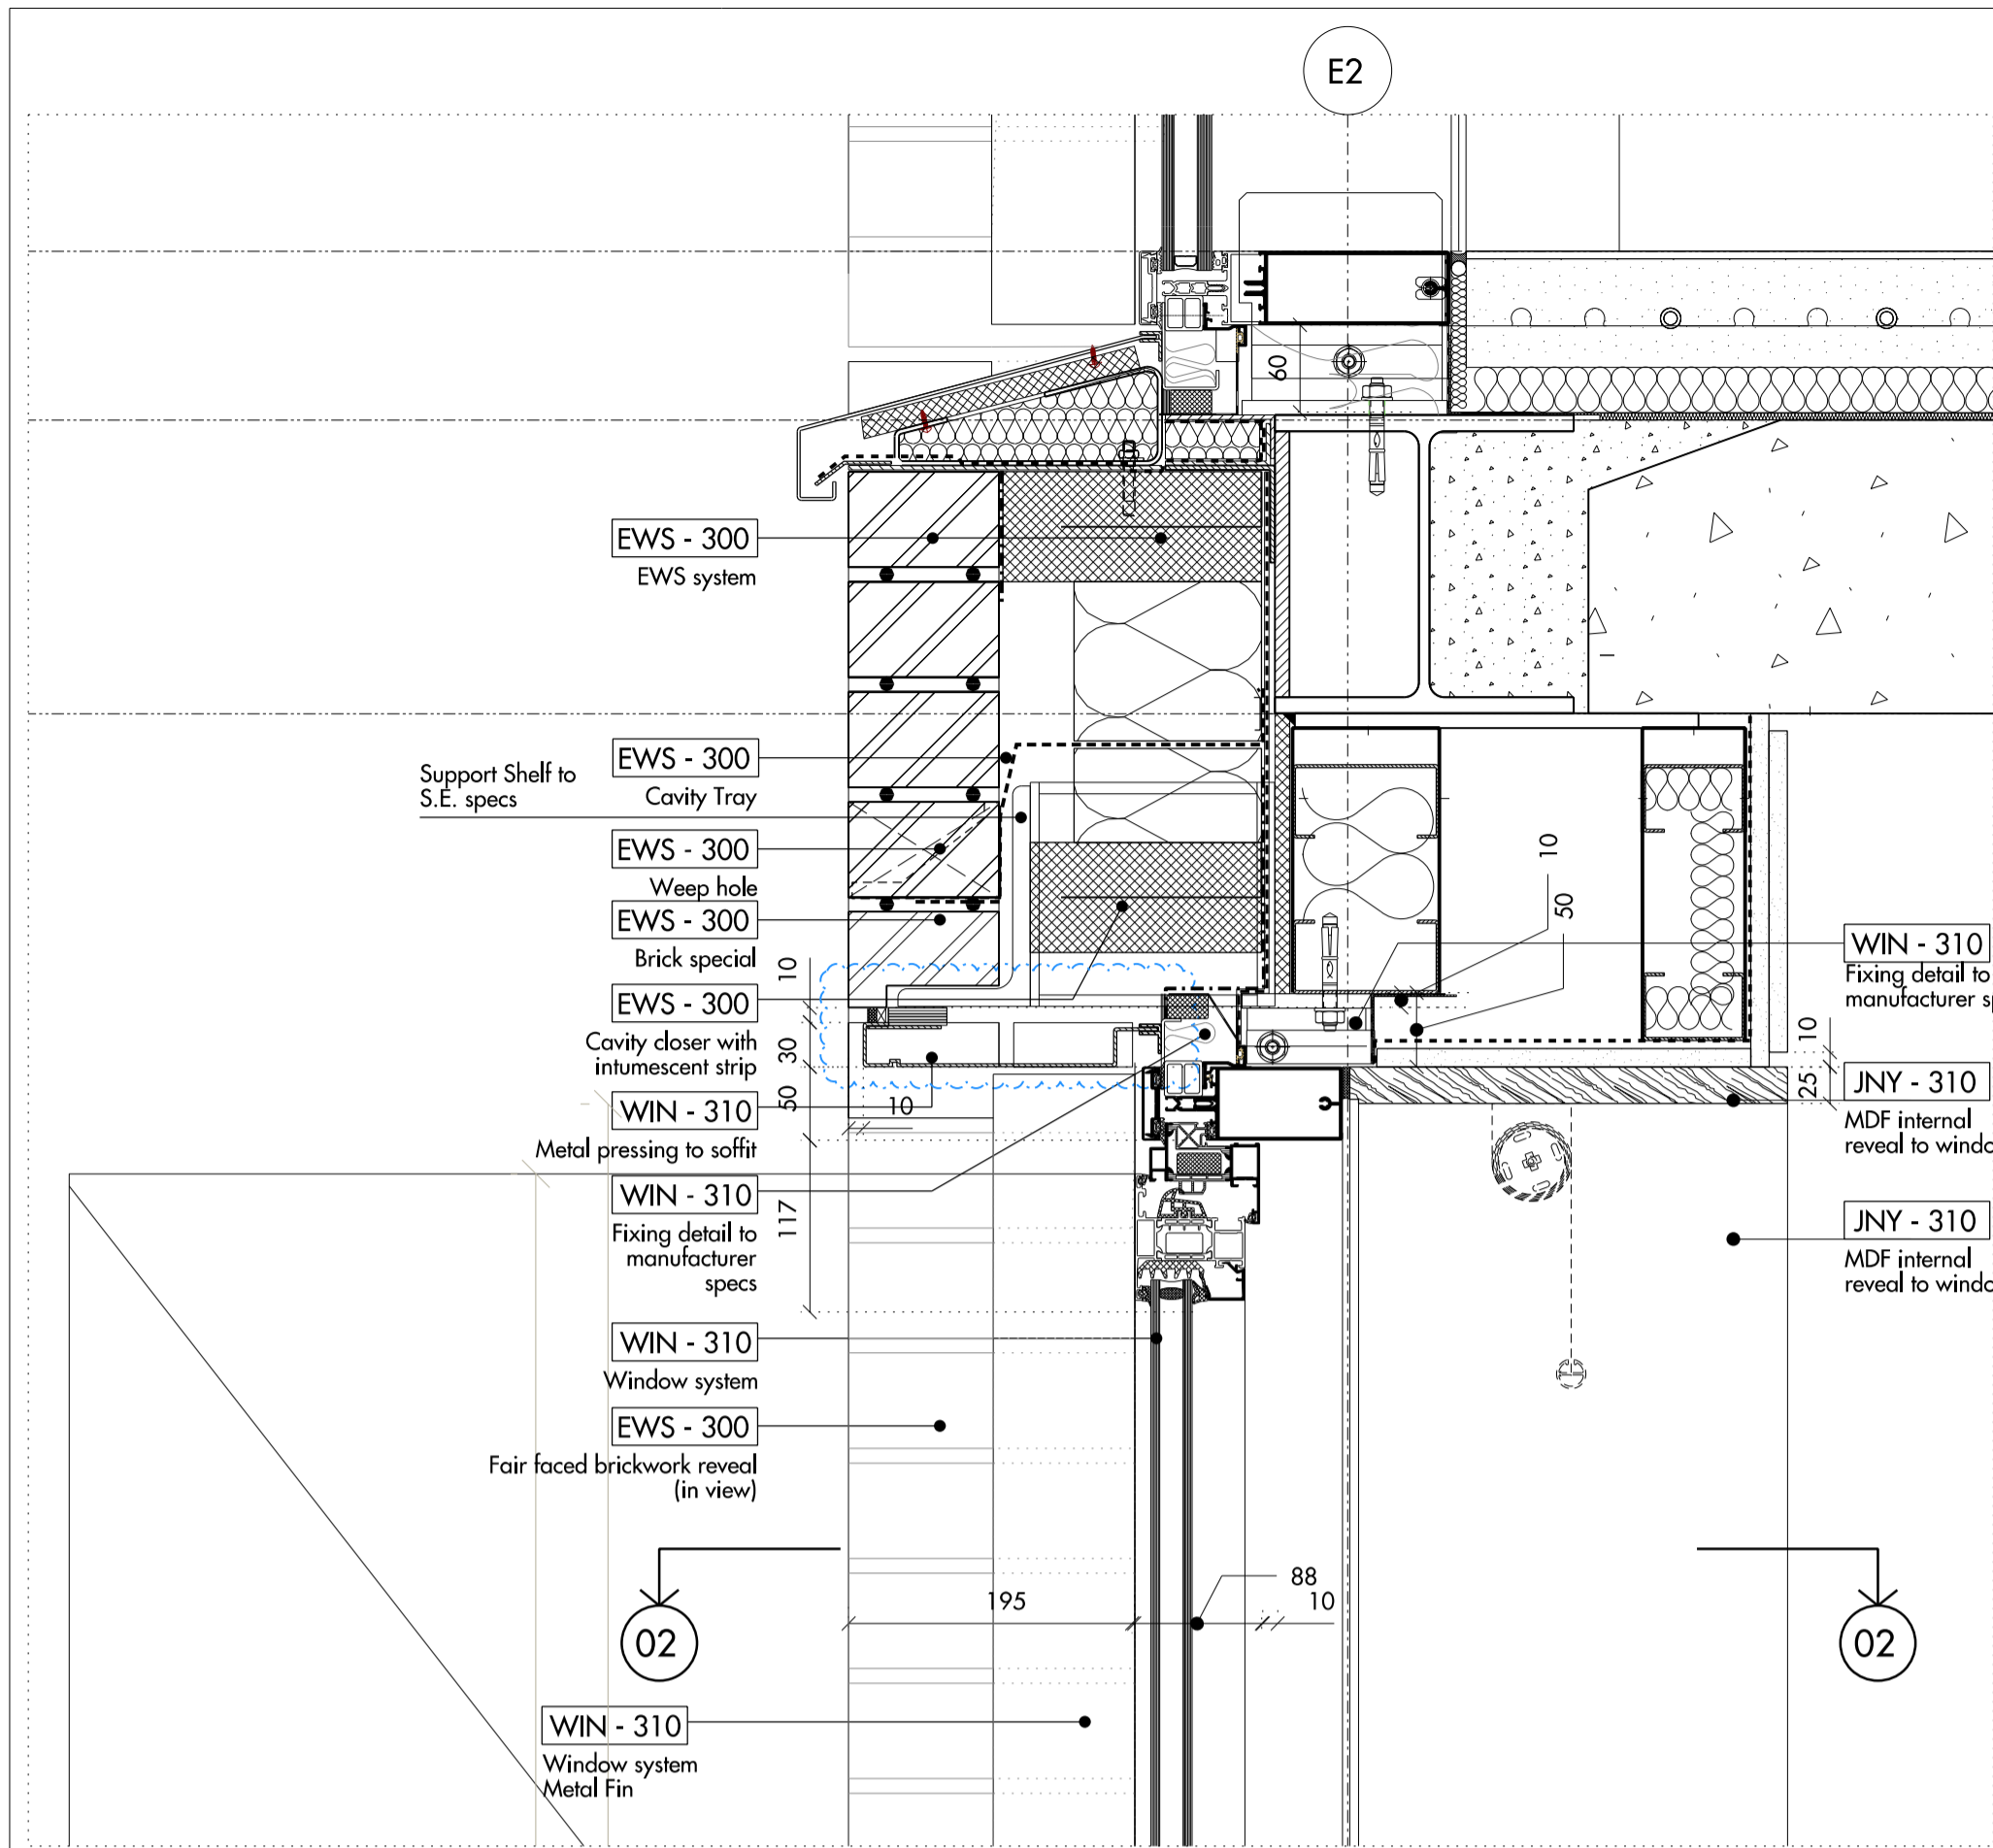 E2
60
EWS - 300
EWS system
EWS - 300
Cavity Tray
Support Shelf to
S.E. specs
EWS - 300
Weep hole
EWS - 300
Brick special
EWS - 300
Cavity closer with
intumescent strip
WIN - 310
Metal pressing to soffit
WIN - 310
Fixing detail to
manufacturer
specs
WIN - 310
Window system
EWS - 300
Fair faced brickwork reveal
(in view)
10
30
50
117
10
10
50
WIN - 310
Fixing detail to
manufacturer
10
25
JNY - 310
MDF internal
reveal to
JNY - 310
MDF internal
reveal to
195
88
10
02
02
WIN - 310
Window system
Metal Fin